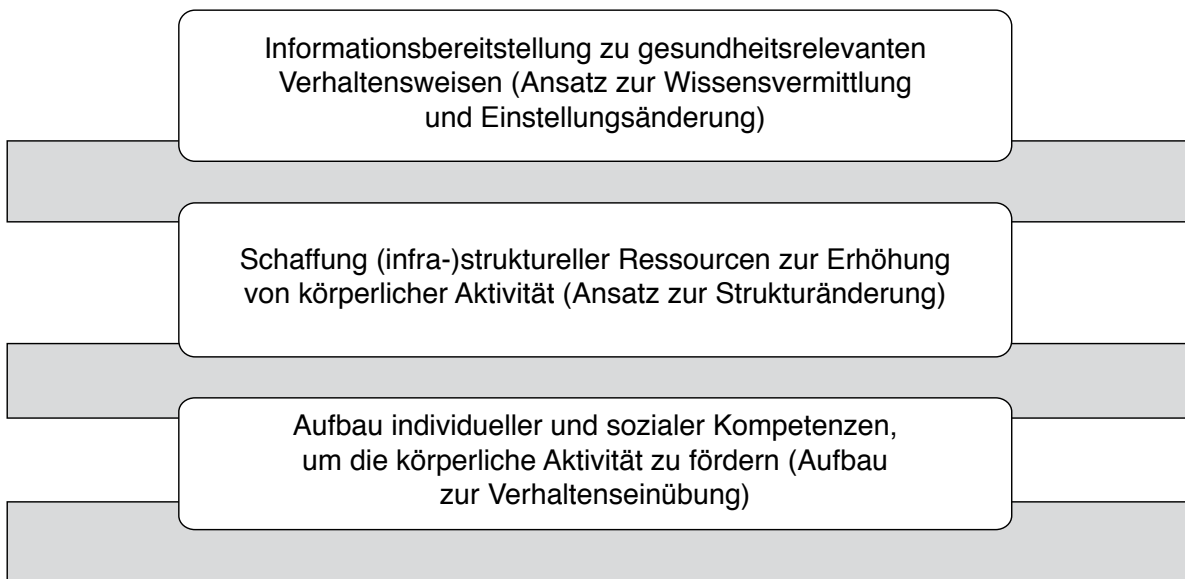 Informationsbereitstellung zu gesundheitsrelevanten
Verhaltensweisen (Ansatz zur Wissensvermittlung
und Einstellungsänderung)
Schaffung (infra-)struktureller Ressourcen zur Erhöhung
von körperlicher Aktivität (Ansatz zur Strukturänderung)
Aufbau individueller und sozialer Kompetenzen,
um die körperliche Aktivität zu fördern (Aufbau
zur Verhaltenseinübung)